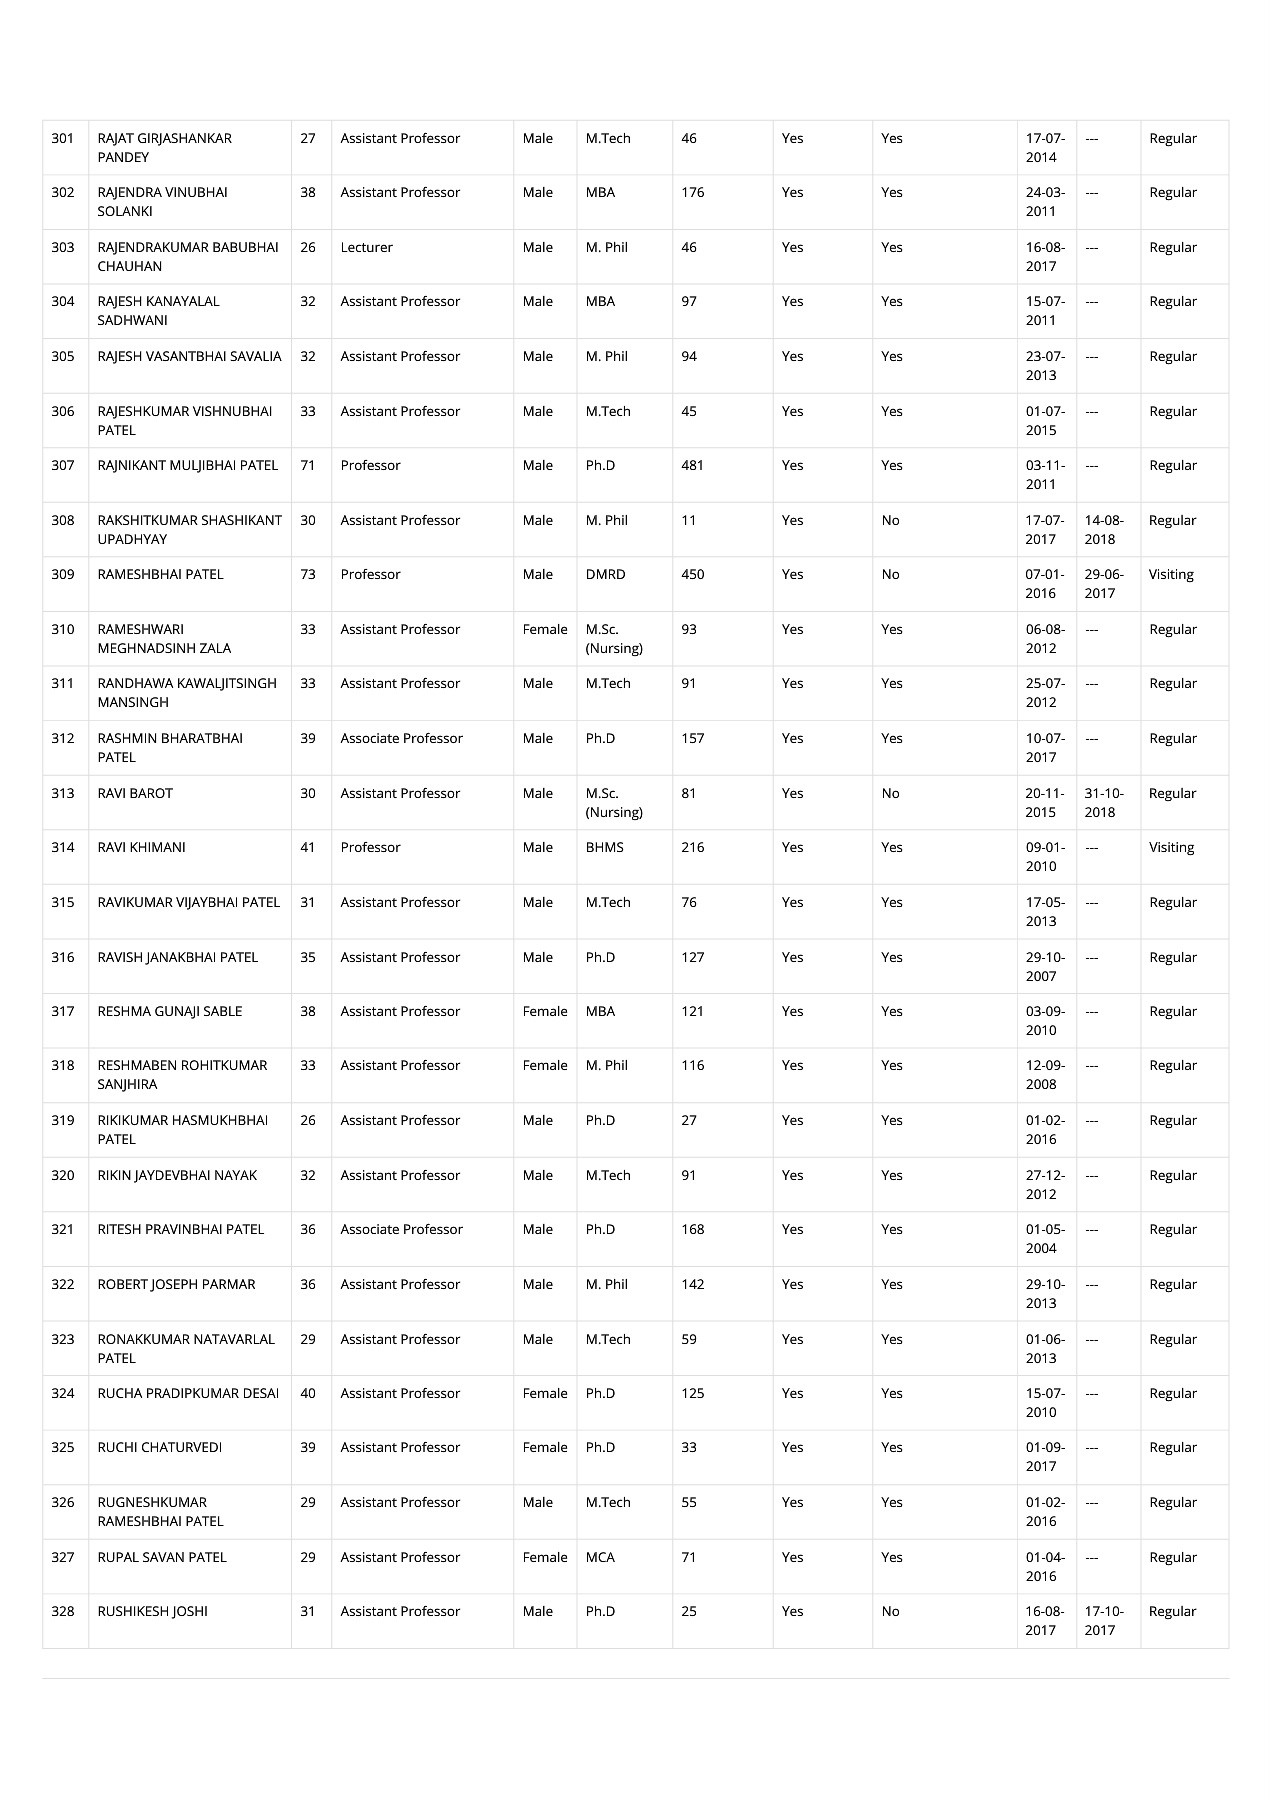 301 RAJAT GIRJASHANKAR 27 Assistant Professor Male M.Tech 46 Yes Yes 17-07- --- Regular
PANDEY 2014
302 RAJENDRA VINUBHAI 38 Assistant Professor Male MBA 176 Yes Yes 24-03- --- Regular
SOLANKI 2011
303 RAJENDRAKUMAR BABUBHAI 26 Lecturer Male M. Phil 46 Yes Yes 16-08- --- Regular
CHAUHAN 2017
304 RAJESH KANAYALAL 32 Assistant Professor Male MBA 97 Yes Yes 15-07- --- Regular
SADHWANI 2011
305 RAJESH VASANTBHAI SAVALIA 32 Assistant Professor Male M. Phil 94 Yes Yes 23-07- --- Regular
2013
306 RAJESHKUMAR VISHNUBHAI 33 Assistant Professor Male M.Tech 45 Yes Yes 01-07- --- Regular
PATEL 2015
307 RAJNIKANT MULJIBHAI PATEL 71 Professor Male Ph.D 481 Yes Yes 03-11- --- Regular
2011
308 RAKSHITKUMAR SHASHIKANT 30 Assistant Professor Male M. Phil 11 Yes No 17-07- 14-08- Regular
UPADHYAY 2017 2018
309 RAMESHBHAI PATEL 73 Professor Male DMRD 450 Yes No 07-01- 29-06- Visiting
2016 2017
310 RAMESHWARI 33 Assistant Professor Female M.Sc. 93 Yes Yes 06-08- --- Regular
MEGHNADSINH ZALA (Nursing) 2012
311 RANDHAWA KAWALJITSINGH 33 Assistant Professor Male M.Tech 91 Yes Yes 25-07- --- Regular
MANSINGH 2012
312 RASHMIN BHARATBHAI 39 Associate Professor Male Ph.D 157 Yes Yes 10-07- --- Regular
PATEL 2017
313 RAVI BAROT 30 Assistant Professor Male M.Sc. 81 Yes No 20-11- 31-10- Regular
(Nursing) 2015 2018
314 RAVI KHIMANI 41 Professor Male BHMS 216 Yes Yes 09-01- --- Visiting
2010
315 RAVIKUMAR VIJAYBHAI PATEL 31 Assistant Professor Male M.Tech 76 Yes Yes 17-05- --- Regular
2013
316 RAVISH JANAKBHAI PATEL 35 Assistant Professor Male Ph.D 127 Yes Yes 29-10- --- Regular
2007
317 RESHMA GUNAJI SABLE 38 Assistant Professor Female MBA 121 Yes Yes 03-09- --- Regular
2010
318 RESHMABEN ROHITKUMAR 33 Assistant Professor Female M. Phil 116 Yes Yes 12-09- --- Regular
SANJHIRA 2008
319 RIKIKUMAR HASMUKHBHAI 26 Assistant Professor Male Ph.D 27 Yes Yes 01-02- --- Regular
PATEL 2016
320 RIKIN JAYDEVBHAI NAYAK 32 Assistant Professor Male M.Tech 91 Yes Yes 27-12- --- Regular
2012
321 RITESH PRAVINBHAI PATEL 36 Associate Professor Male Ph.D 168 Yes Yes 01-05- --- Regular
2004
322 ROBERT JOSEPH PARMAR 36 Assistant Professor Male M. Phil 142 Yes Yes 29-10- --- Regular
2013
323 RONAKKUMAR NATAVARLAL 29 Assistant Professor Male M.Tech 59 Yes Yes 01-06- --- Regular
PATEL 2013
324 RUCHA PRADIPKUMAR DESAI 40 Assistant Professor Female Ph.D 125 Yes Yes 15-07- --- Regular
2010
325 RUCHI CHATURVEDI 39 Assistant Professor Female Ph.D 33 Yes Yes 01-09- --- Regular
2017
326 RUGNESHKUMAR 29 Assistant Professor Male M.Tech 55 Yes Yes 01-02- --- Regular
RAMESHBHAI PATEL 2016
327 RUPAL SAVAN PATEL 29 Assistant Professor Female MCA 71 Yes Yes 01-04- --- Regular
2016
328 RUSHIKESH JOSHI 31 Assistant Professor Male Ph.D 25 Yes No 16-08- 17-10- Regular
2017 2017